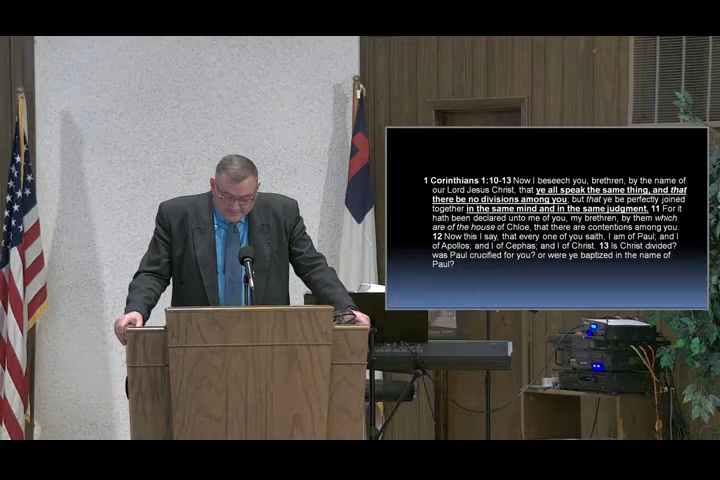 1 Corinthians 1:10-13 Now I beseech you, brethren, by the name of
our Lord Jesus Christ, that ye all speak the same thing, and that
there be no divisions among you; but that ye be perfectly joined
together in the same mind and in the same judgment. 11 For it
hath been declared unto me of you, my brethren, by them which
are of the house of Chloe, that there are contentions among you.
12 Now this I say, that every one of you saith, I am of Paul; and I
of Apollos; and I of Cephas; and I of Christ. 13 Is Christ divided?
was Paul crucified for you? or were ye baptized in the name of
Paul?